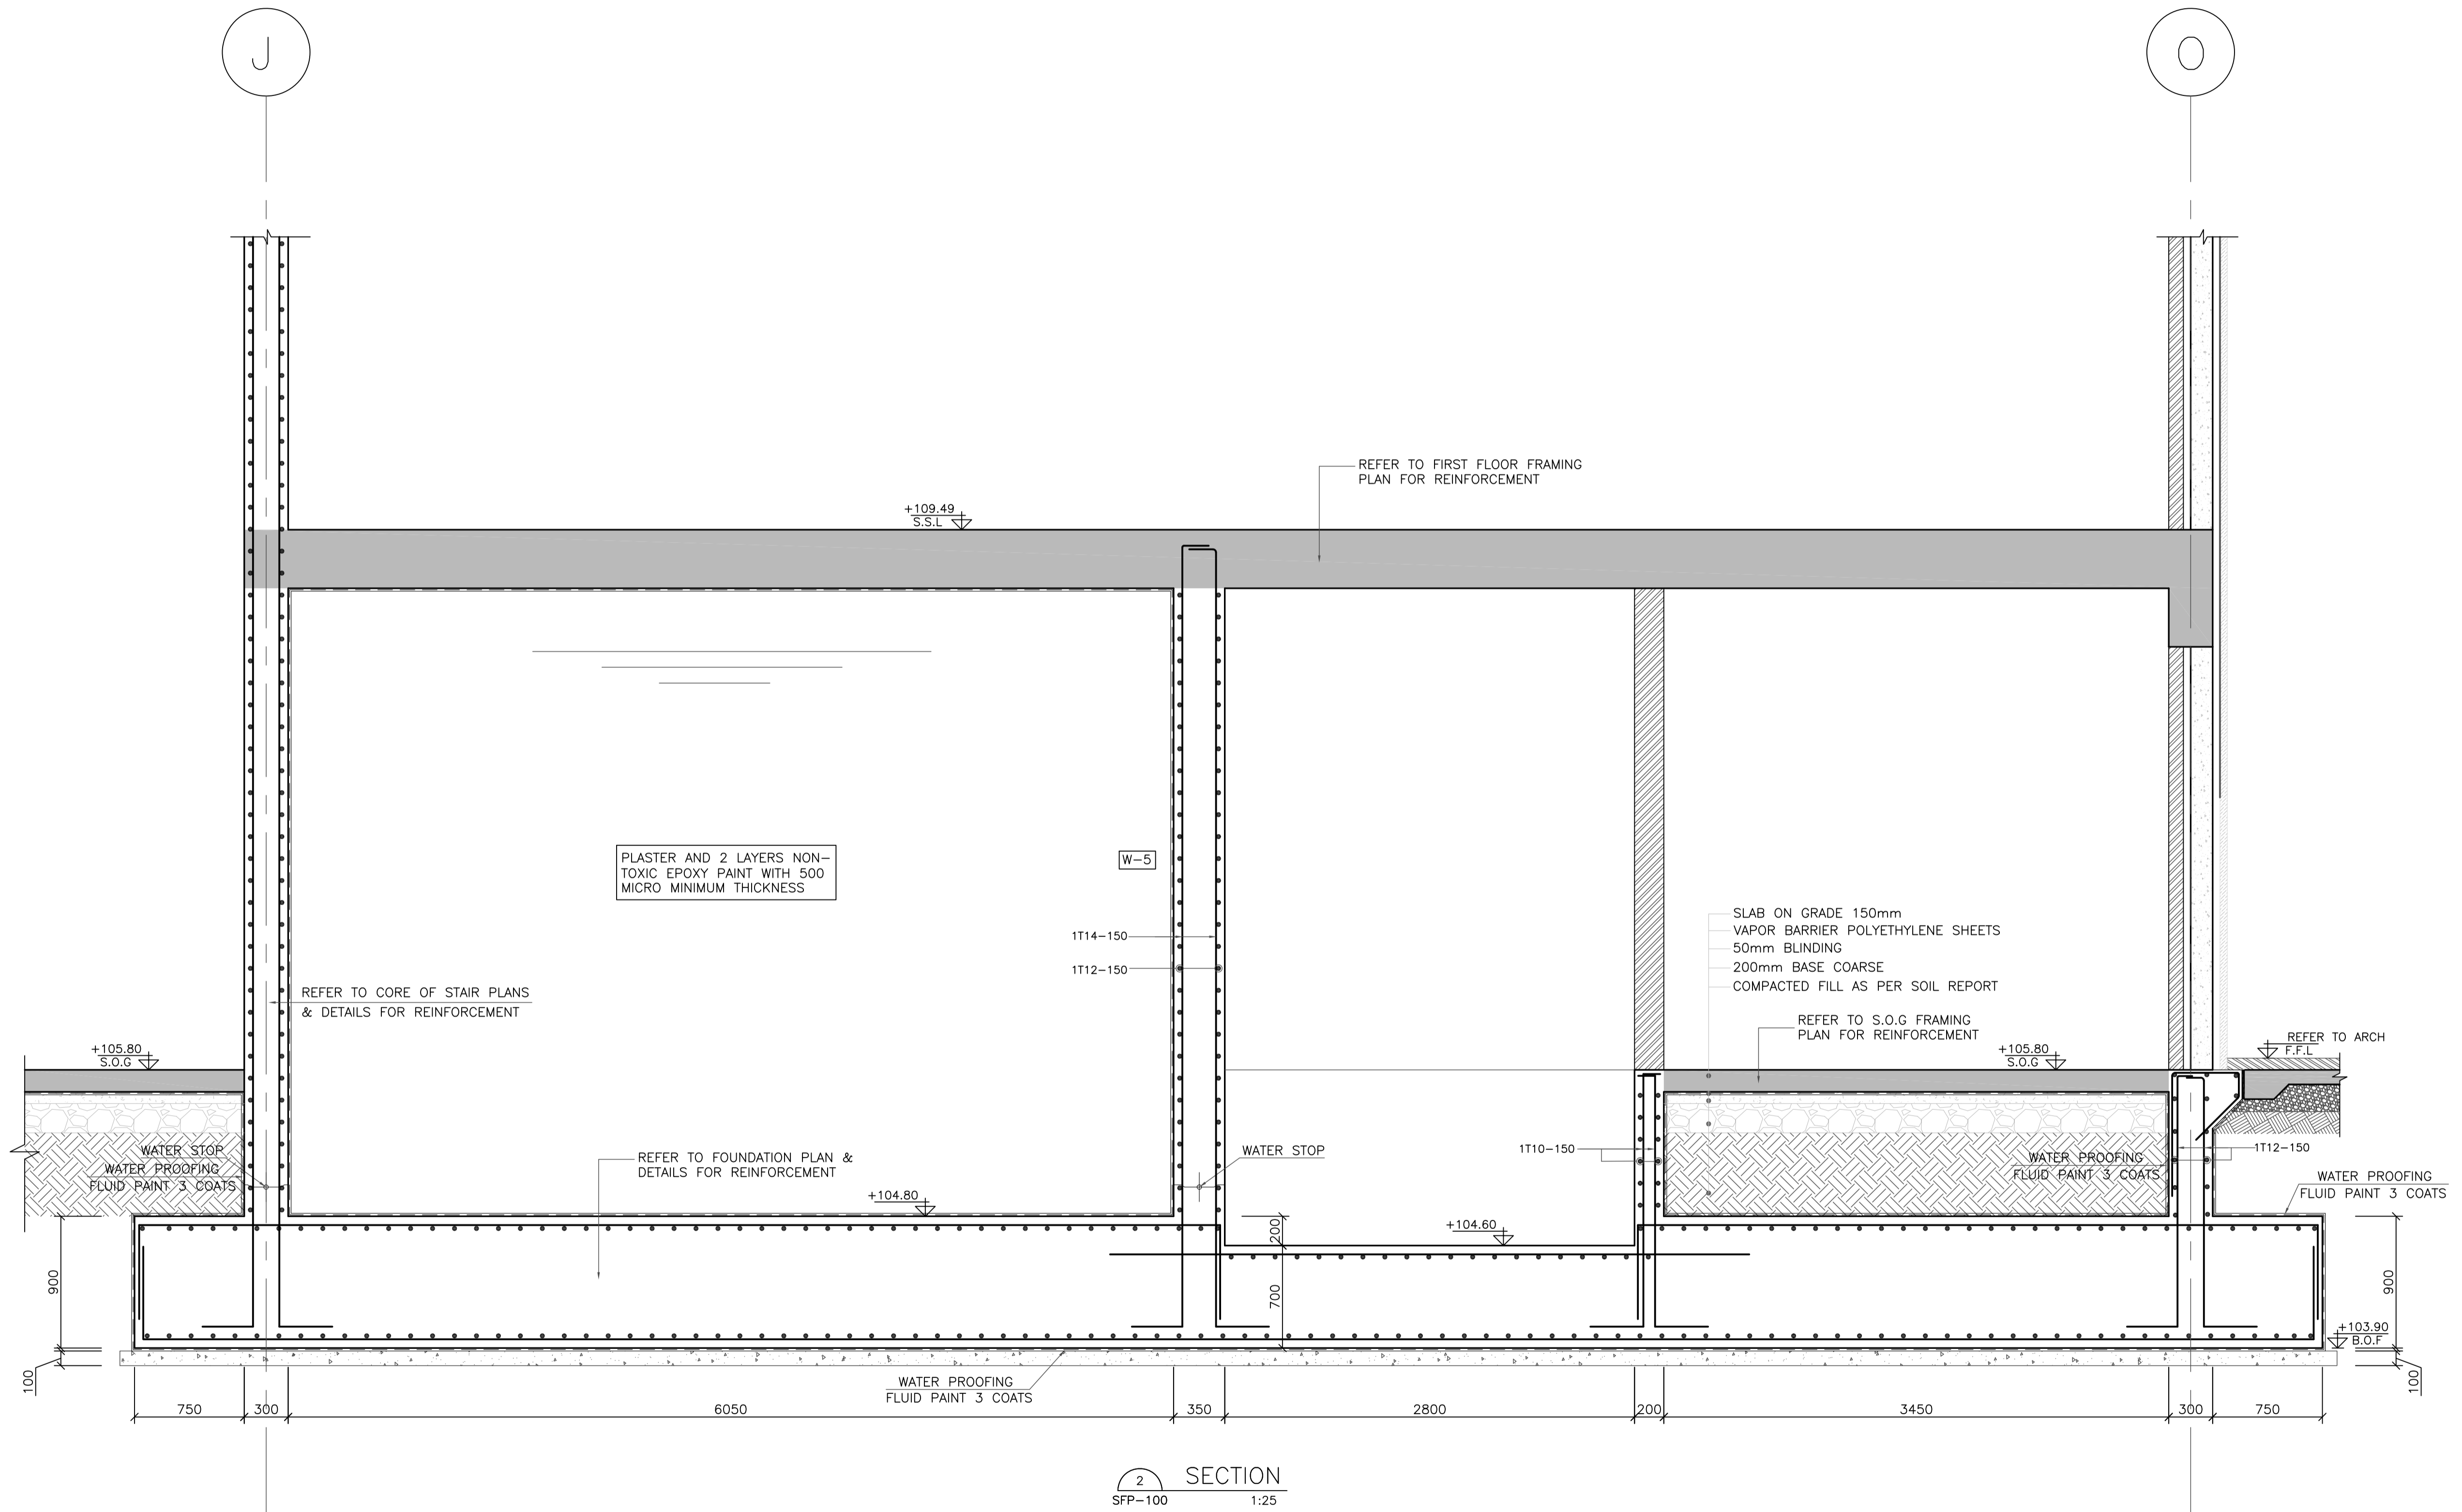 J
O
REFER TO FIRST FLOOR FRAMING
PLAN FOR REINFORCEMENT
+109.49
S.S.L
PLASTER AND 2 LAYERS NON-
TOXIC EPOXY PAINT WITH 500
MICRO MINIMUM THICKNESS
W-5
1T14-150
1T12-150
SLAB ON GRADE 150mm
VAPOR BARRIER POLYETHYLENE SHEETS
50mm BLINDING
200mm BASE COARSE
COMPACTED FILL AS PER SOIL REPORT
REFER TO CORE OF STAIR PLANS
& DETAILS FOR REINFORCEMENT
REFER TO S.O.G FRAMING
PLAN FOR REINFORCEMENT
+105.80
S.O.G
+105.80
S.O.G
REFER TO ARCH
F.F.L
WATER STOP
WATER PROOFING
FLUID PAINT 3 COATS
REFER TO FOUNDATION PLAN &
DETAILS FOR REINFORCEMENT
WATER STOP
1T10-150
WATER PROOFING
FLUID PAINT 3 COATS
1T12-150
WATER PROOFING
FLUID PAINT 3 COATS
+104.80
+104.60
200
700
900
100
900
100
+103.90
B.O.F
WATER PROOFING
FLUID PAINT 3 COATS
750
300
6050
350
2800
200
3450
300
750
2
SECTION
SFP-100
1:25